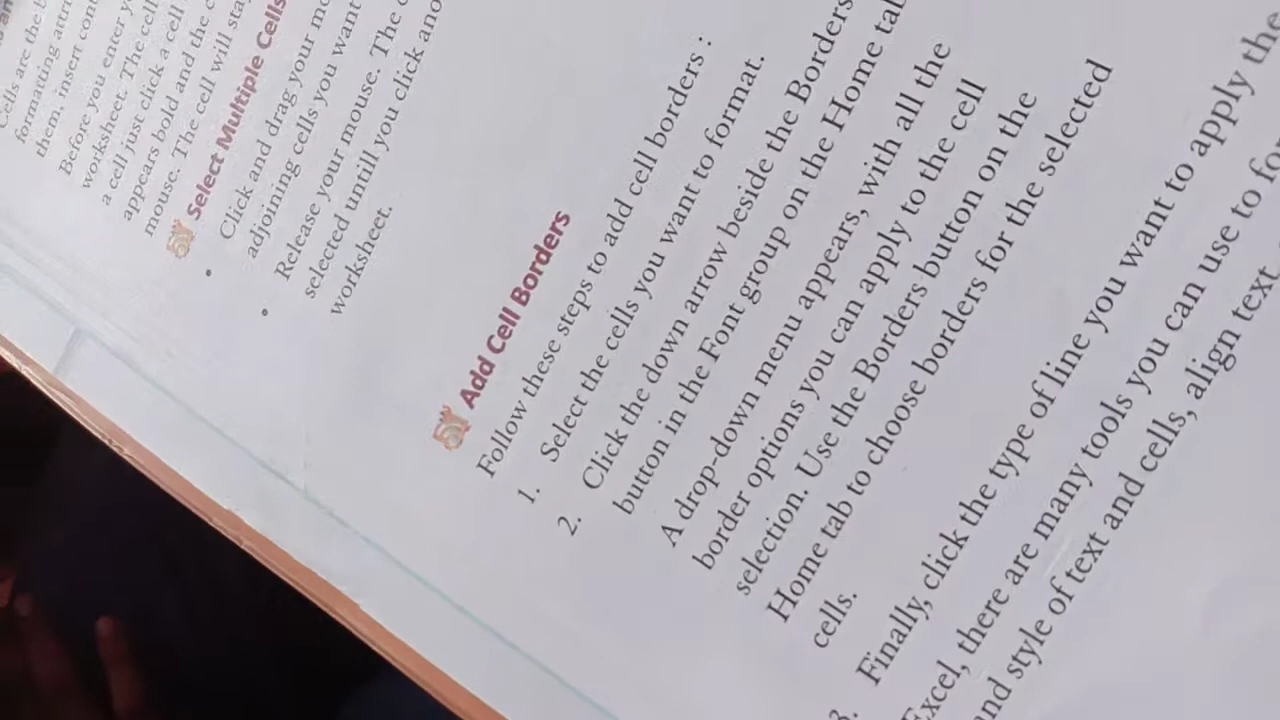 Cells are the b
formating attri
them, insert cont
Before you enter y
worksheet. The cell
a cell just click a cell
appears bold and the c
mouse. The cell will sta
Select Multiple Cells
• Click and drag your mo
adjoining cells you want
• Release your mouse. The c
selected untill you click ano
worksheet.
Add Cell Borders
Follow these steps to add cell borders :
1. Select the cells you want to format.
2. Click the down arrow beside the Borders
button in the Font group on the Home tab
A drop-down menu appears, with all the
border options you can apply to the cell
selection. Use the Borders button on the
Home tab to choose borders for the selected
cells.
3. Finally, click the type of line you want to apply the
Excel, there are many tools you can use to for
and style of text and cells, align text